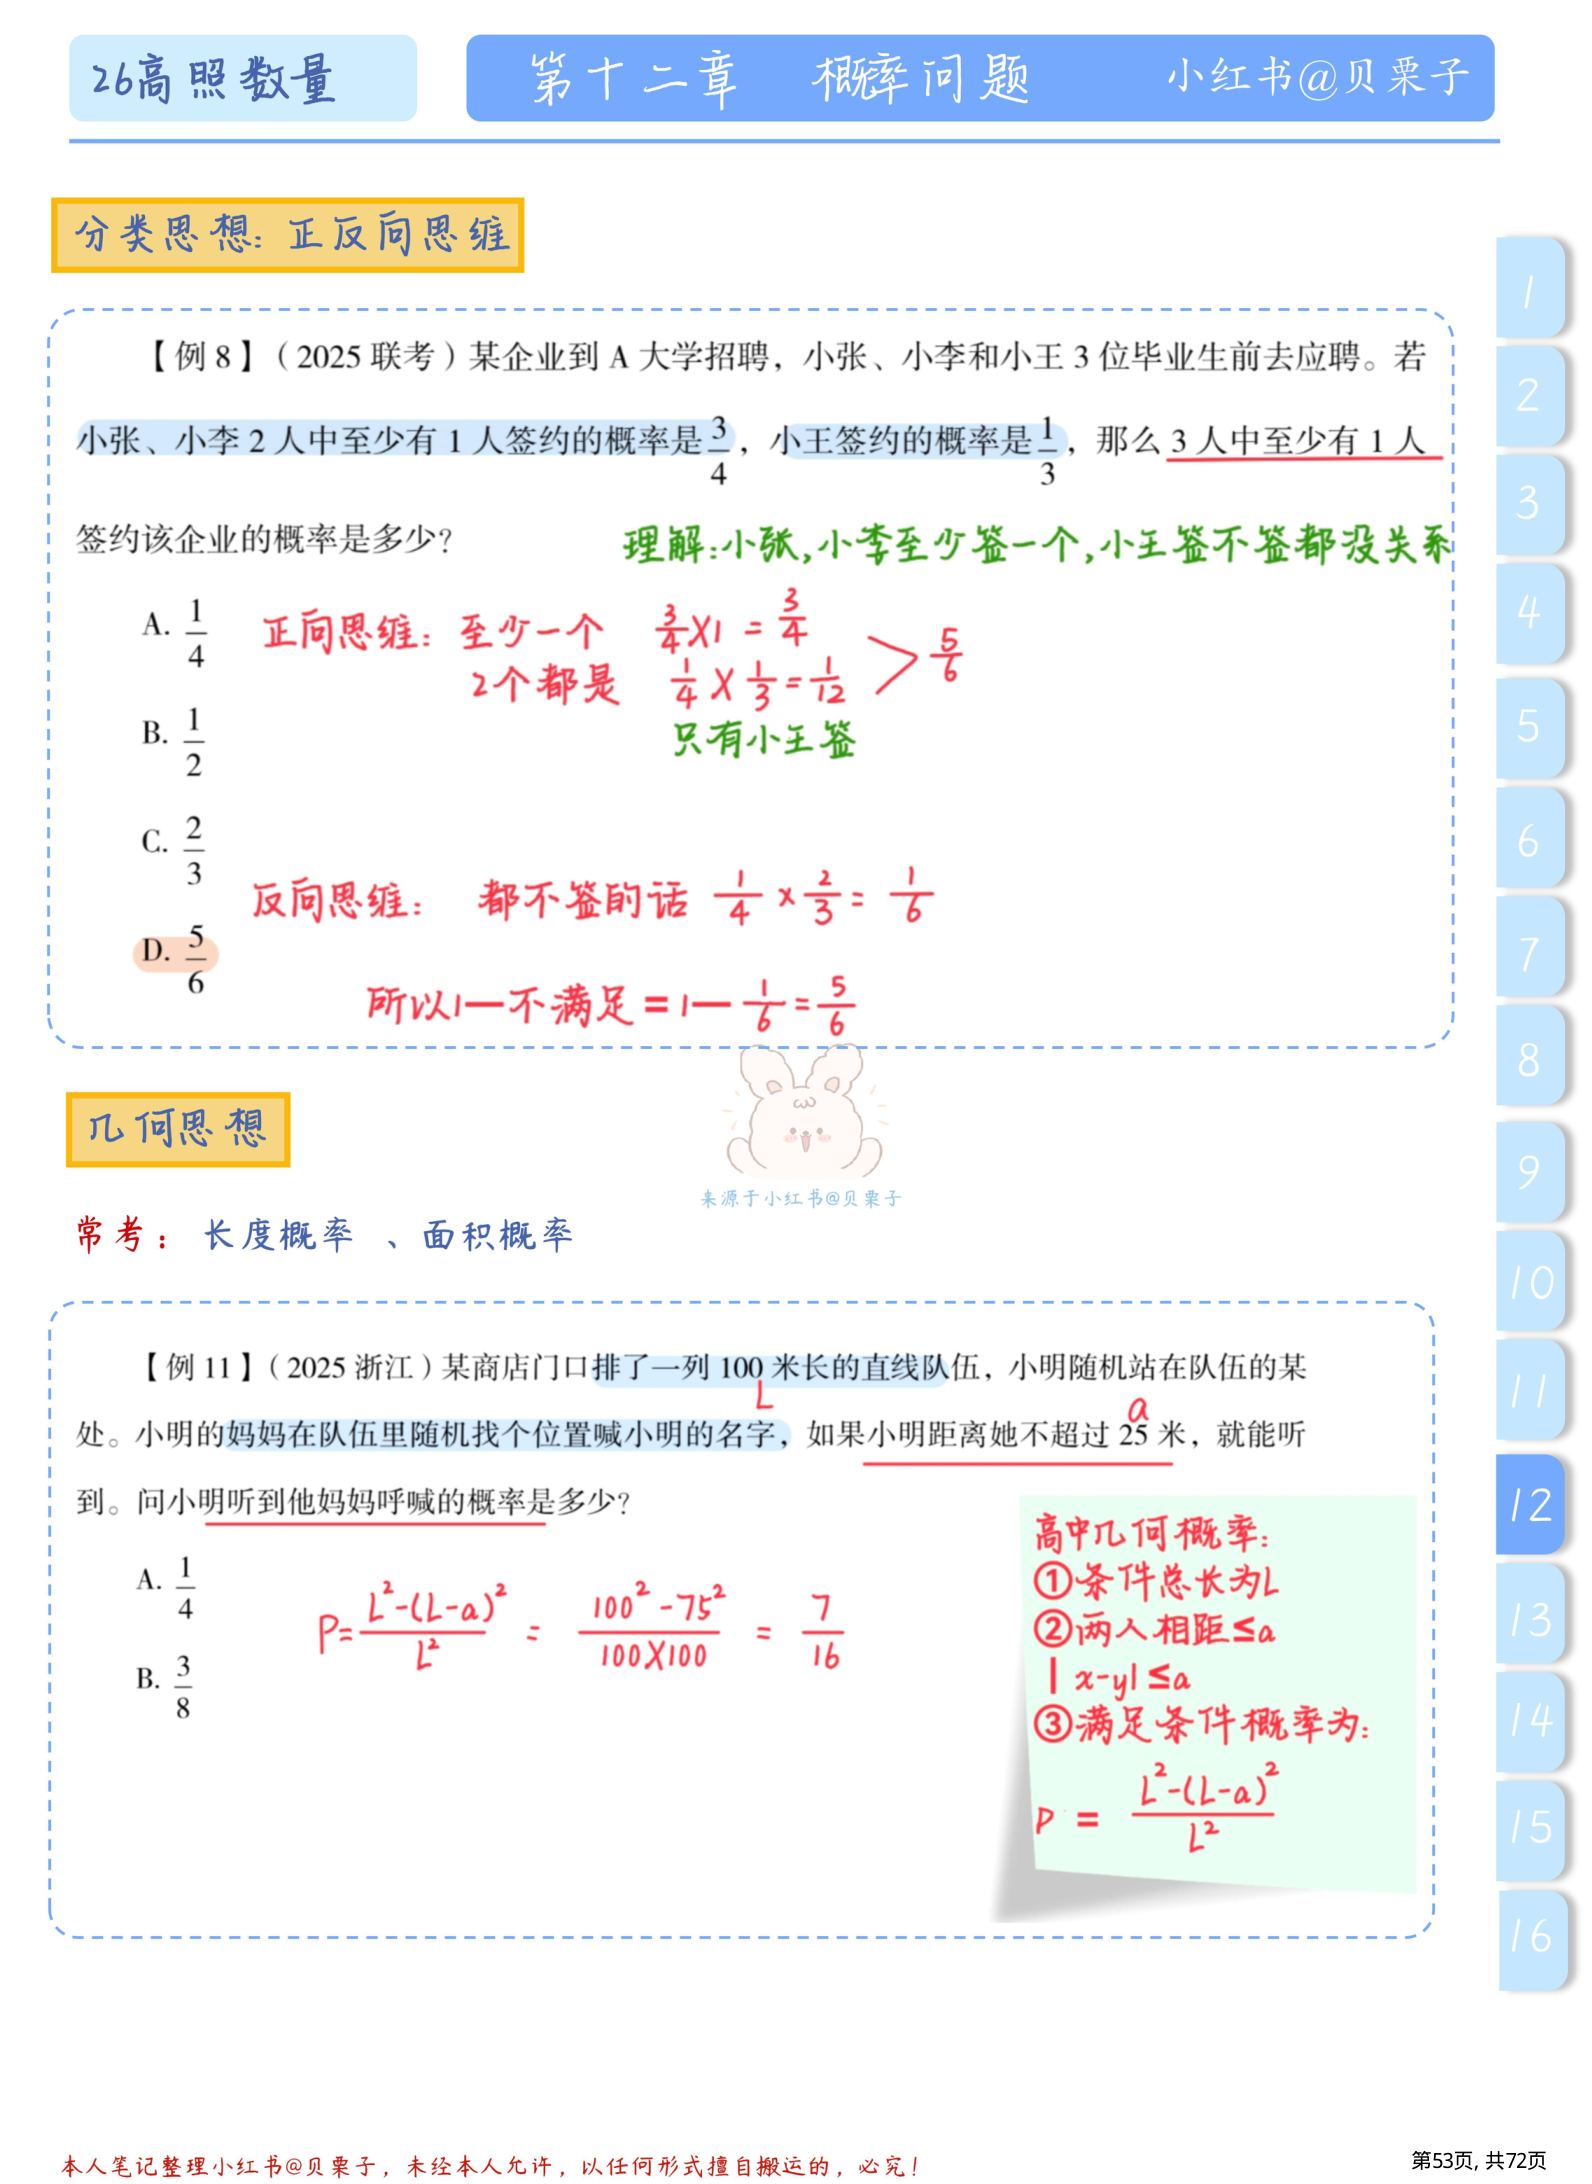 26高照数量
第十二章 概率问题 小红书@贝栗子
分类思想：正反向思维
【例 8】（2025 联考）某企业到 A 大学招聘，小张、小李和小王 3 位毕业生前去应聘。若
小张、小李 2 人中至少有 1 人签约的概率是3/4，小王签约的概率是1/3，那么 3 人中至少有 1 人
签约该企业的概率是多少？
理解：小张,小李至少签一个,小王签不签都没关系
A. 1/4
正向思维：至少一个 3/4X1 = 3/4
2个都是 1/4 X 1/3 = 1/12 > 5/6
只有小王签
B. 1/2
C. 2/3
反向思维： 都不签的话 1/4 × 2/3 = 1/6
D. 5/6
所以1—不满足 = 1— 1/6 = 5/6
来源于小红书@贝栗子
几何思想
常考： 长度概率 、面积概率
【例 11】（2025 浙江）某商店门口排了一列 100 米长的直线队伍，小明随机站在队伍的某
L
a
处。小明的妈妈在队伍里随机找个位置喊小明的名字，如果小明距离她不超过 25 米，就能听
到。问小明听到他妈妈呼喊的概率是多少？
A. 1/4
P= L²-(L-a)²/L² = 100²-75²/100X100 = 7/16
B. 3/8
高中几何概率：
①条件总长为L
②两人相距≤a
| x-y| ≤a
③满足条件概率为：
P = L²-(L-a)²/L²
1
2
3
4
5
6
7
8
9
10
11
12
13
14
15
16
本人笔记整理小红书@贝栗子，未经本人允许，以任何形式擅自搬运的，必究！
第53页, 共72页